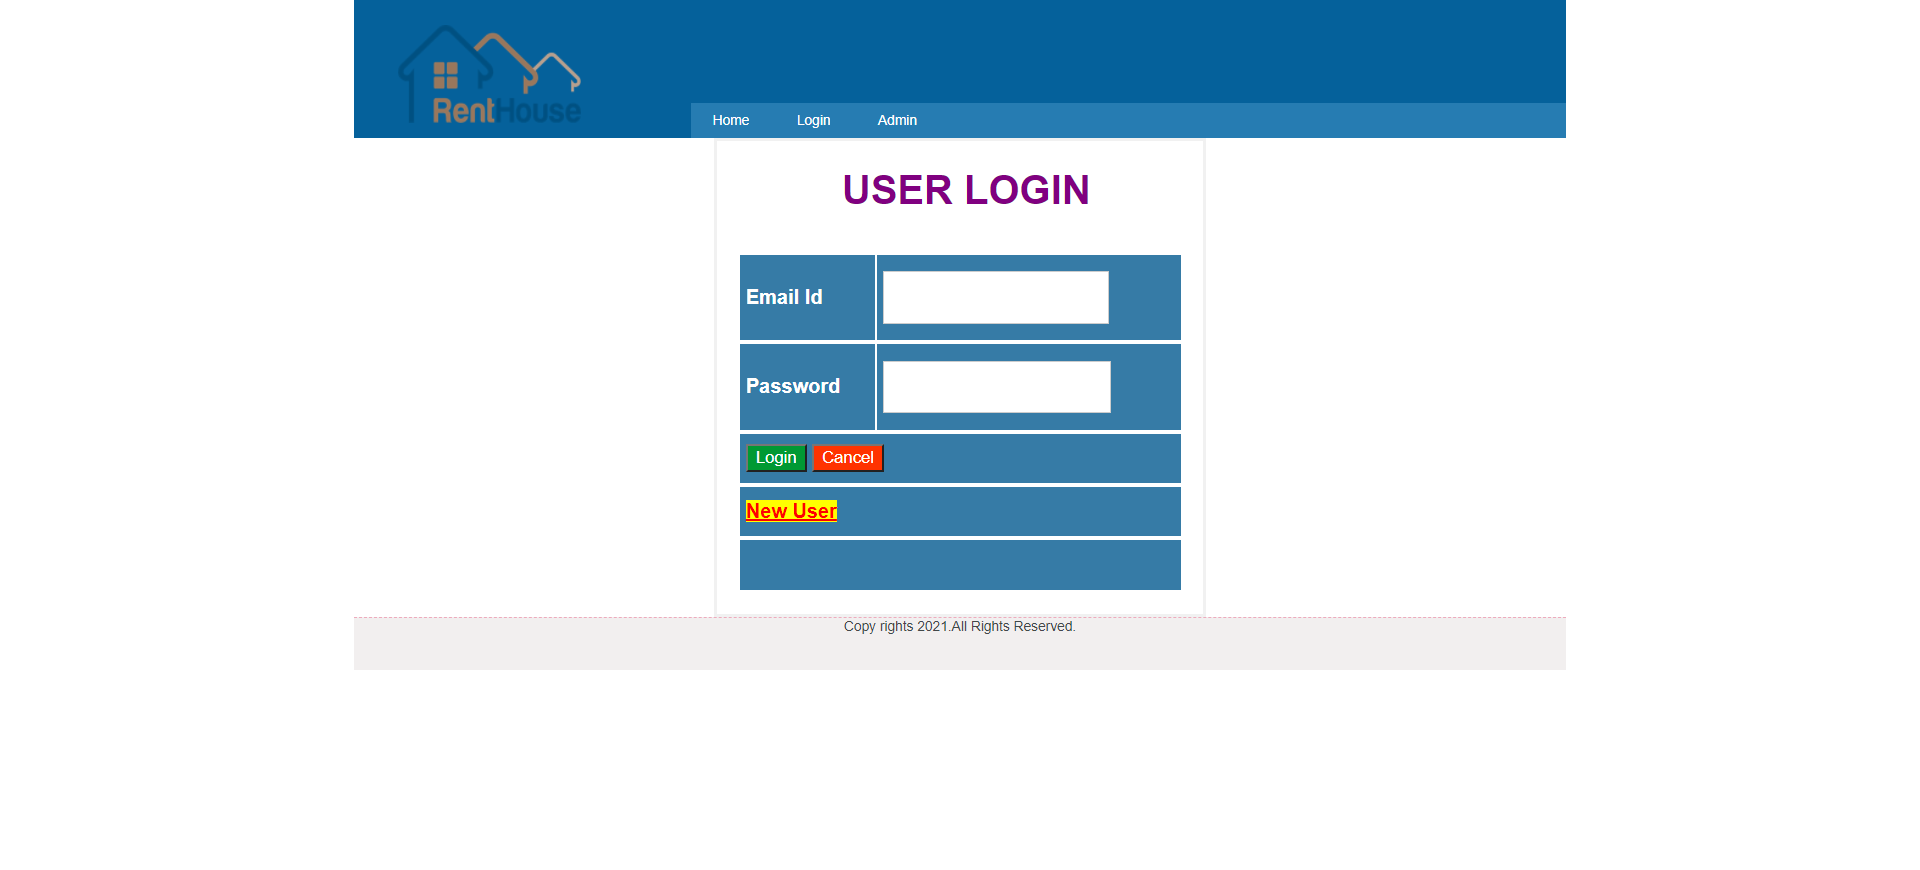 RentHouse
Home Login Admin
USER LOGIN
Email Id
Password
Login Cancel
New User
Copy rights 2021.All Rights Reserved.